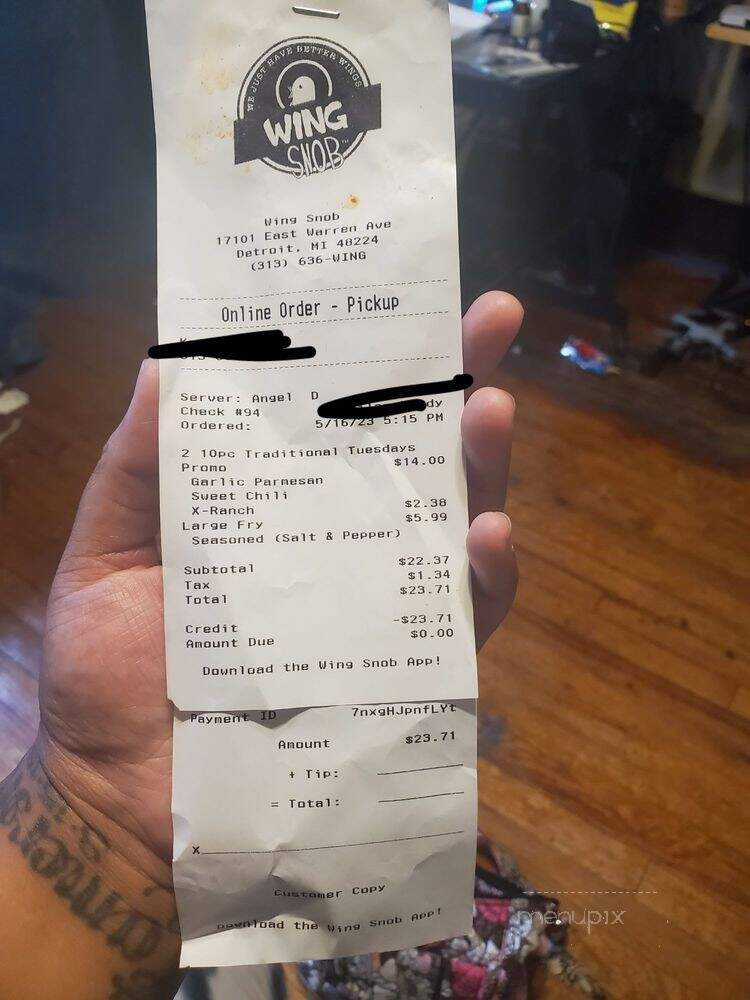 WE JUST HAVE BETTER WINGS
WING
SNOB
Wing Snob
17101 East Warren Ave
Detroit, MI 48224
(313) 636-WING
Online Order - Pickup
Server: Angel D
Check #94
Ordered: 5/16/23 5:15 PM
2 10pc Traditional Tuesdays
Promo $14.00
Garlic Parmesan
Sweet Chili
X-Ranch $2.38
Large Fry $5.99
Seasoned (Salt & Pepper)
Subtotal $22.37
Tax $1.34
Total $23.71
Credit -$23.71
Amount Due $0.00
Download the Wing Snob App!
Payment ID 7nxgHJpnfLYt
Amount $23.71
+ Tip:
= Total:
X
Customer Copy
Download the Wing Snob App!
menupix